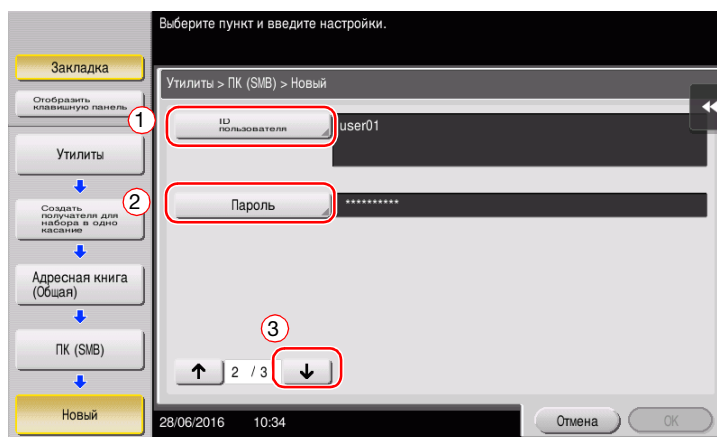 Выберите пункт и введите настройки.
Закладка
Отобразить
клавишную панель
Утилиты
Создать
получателя для
набора в одно
касание
Адресная книга
(Общая)
ПК (SMB)
Новый
Утилиты > ПК (SMB) > Новый
1
ID
пользователя
user01
2
Пароль
**********
3
2 / 3
28/06/2016 10:34
Отмена
OK